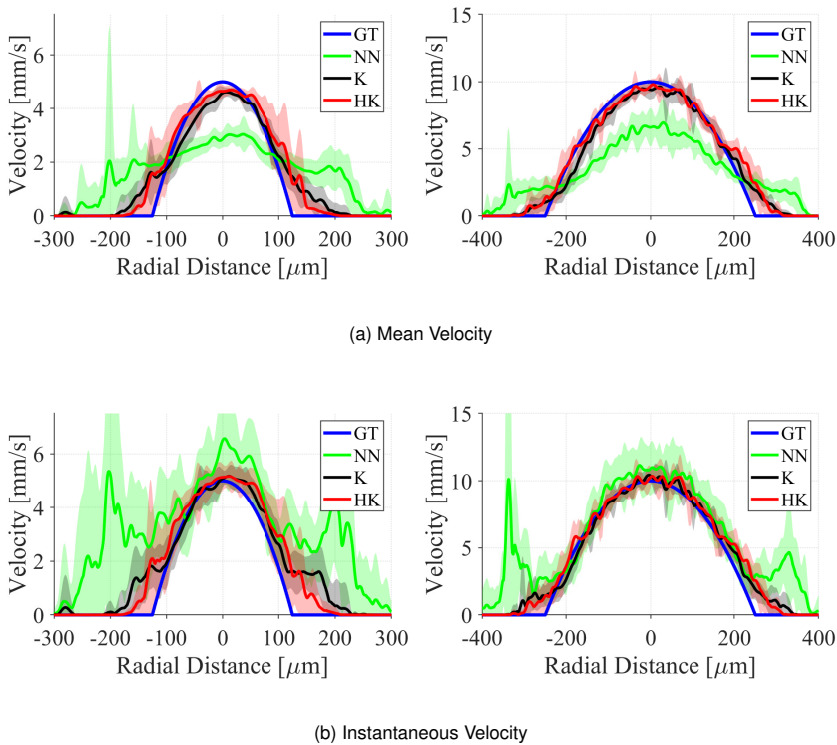 Velocity [mm/s]
6
4
2
0
-300 -200 -100 0 100 200 300
Radial Distance [μm]
GT
NN
K
HK
Velocity [mm/s]
15
10
5
0
-400 -200 0 200 400
Radial Distance [μm]
GT
NN
K
HK
(a) Mean Velocity
Velocity [mm/s]
6
4
2
0
-300 -200 -100 0 100 200 300
Radial Distance [μm]
GT
NN
K
HK
Velocity [mm/s]
15
10
5
0
-400 -200 0 200 400
Radial Distance [μm]
GT
NN
K
HK
(b) Instantaneous Velocity